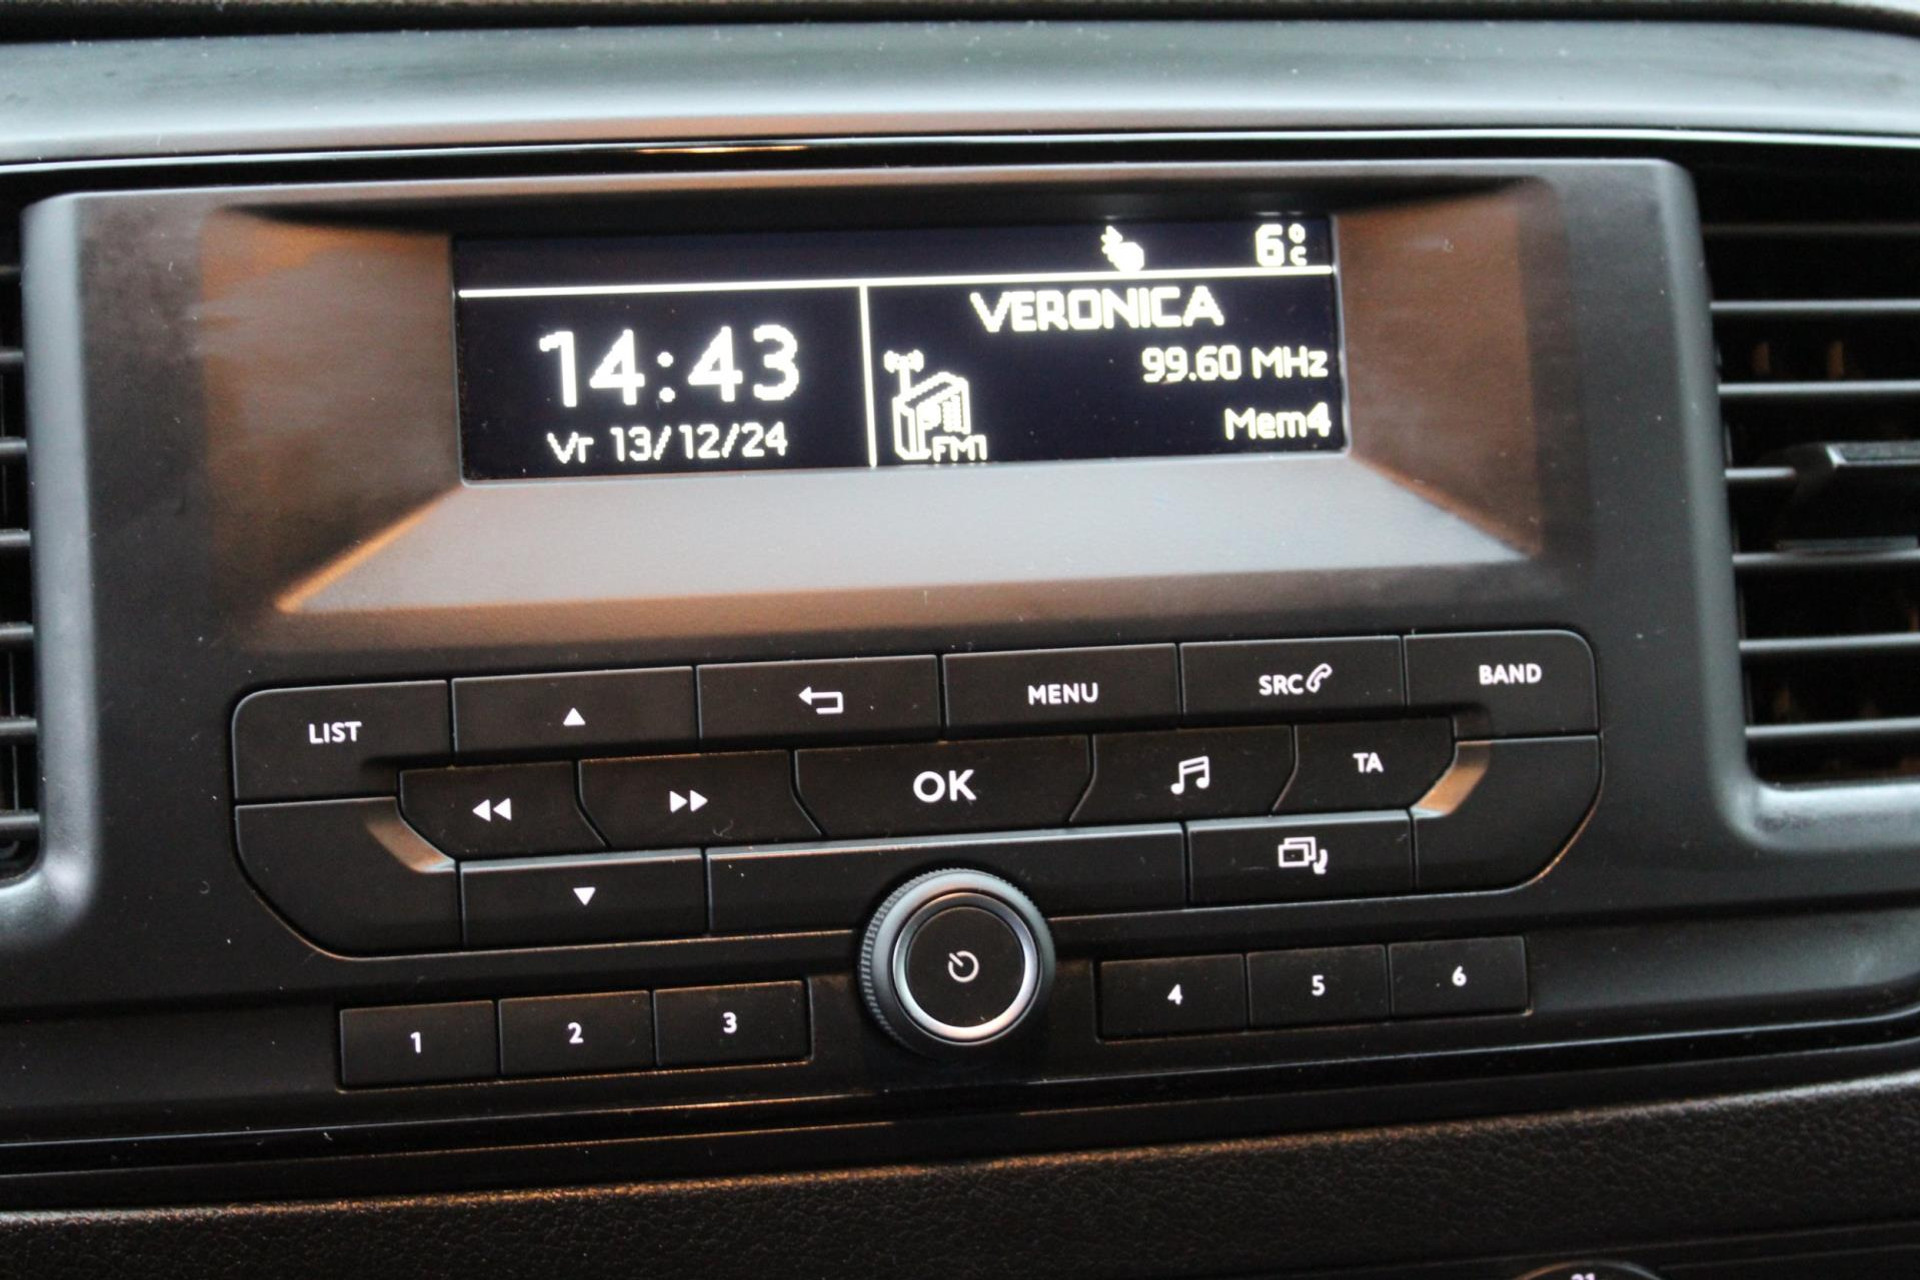 6°C
VERONICA
14:43
99.60 MHz
Vr 13/12/24
FM1
Mem4
LIST
MENU
SRC
BAND
OK
TA
1
2
3
4
5
6